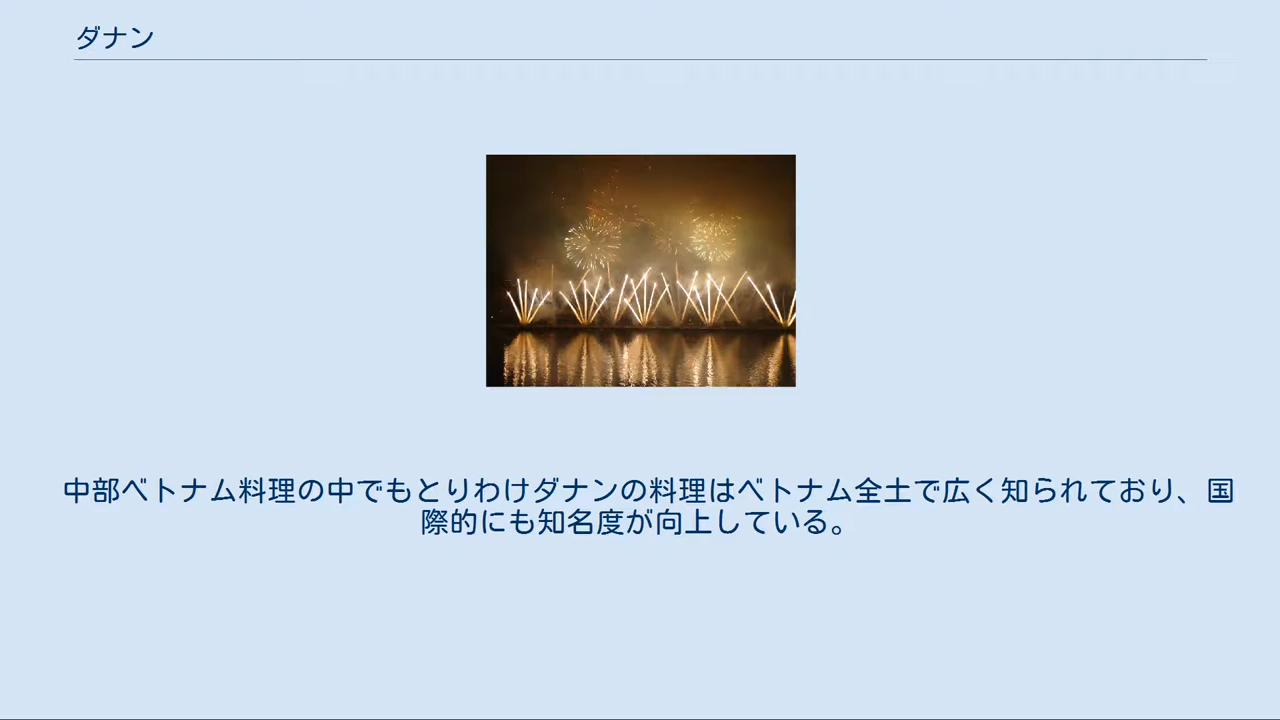 ダナン
中部ベトナム料理の中でもとりわけダナンの料理はベトナム全土で広く知られており、国
際的にも知名度が向上している。